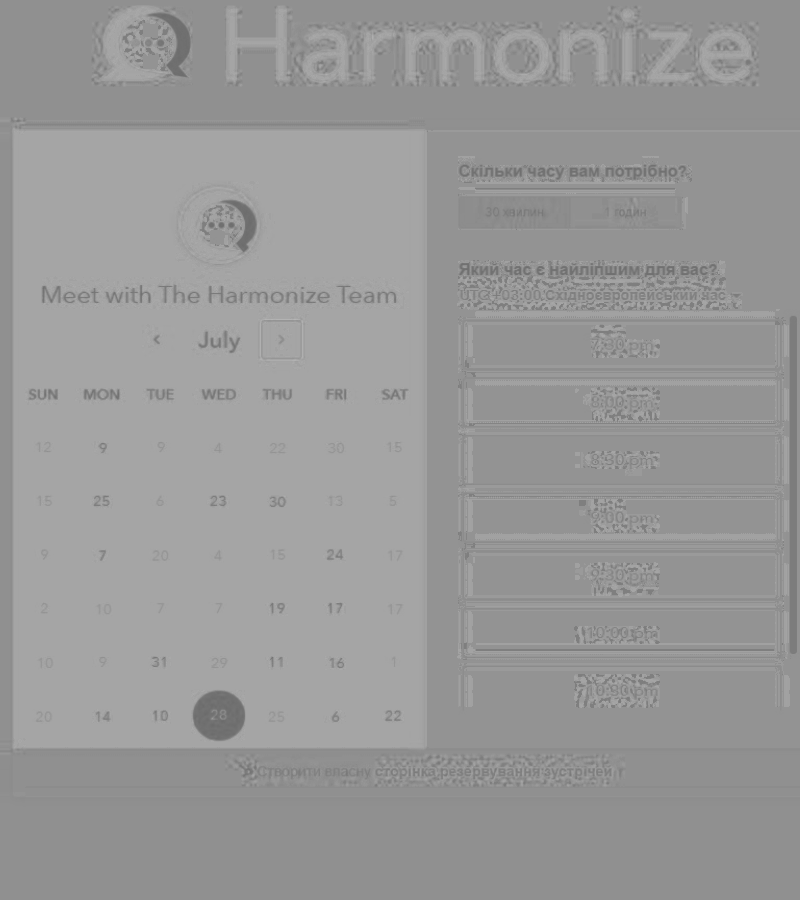 Harmonize
Meet with The Harmonize Team
July
SUN MON TUE WED THU FRI SAT
12 9 9 4 22 30 15
15 25 6 23 30 13 5
9 7 20 4 15 24 17
2 10 7 7 19 17 17
10 9 31 29 11 16 1
20 14 10 28 25 6 22
Скільки часу вам потрібно?
30 хвилин 1 годин
Який час є найліпшим для вас?
UTC+03:00 Східноєвропейський час
7:30 pm
8:00 pm
8:30 pm
9:00 pm
9:30 pm
10:00 pm
10:30 pm
Створити власну сторінка резервування зустрічей